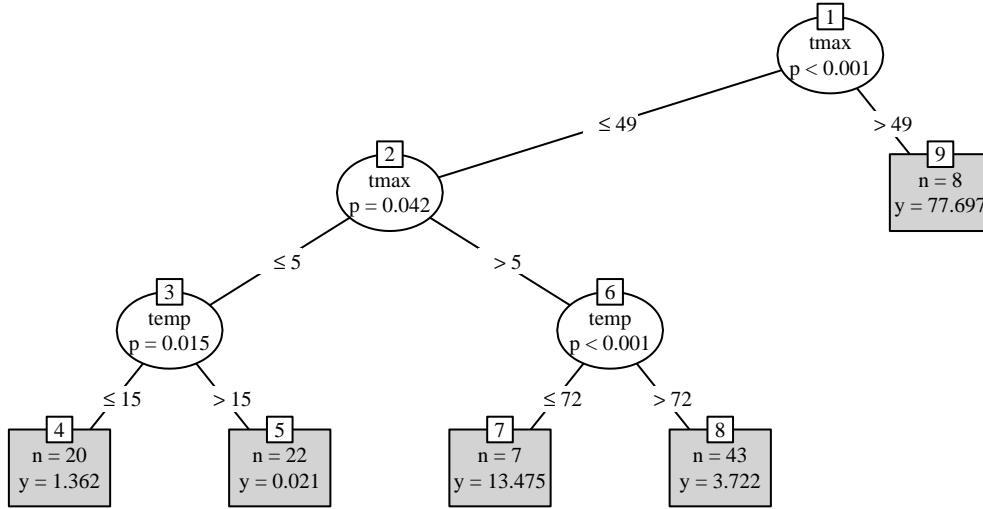 1
tmax
p < 0.001
≤ 49
> 49
2
tmax
p = 0.042
9
n = 8
y = 77.697
≤ 5
> 5
3
temp
p = 0.015
6
temp
p < 0.001
≤ 15
> 15
≤ 72
> 72
4
n = 20
y = 1.362
5
n = 22
y = 0.021
7
n = 7
y = 13.475
8
n = 43
y = 3.722